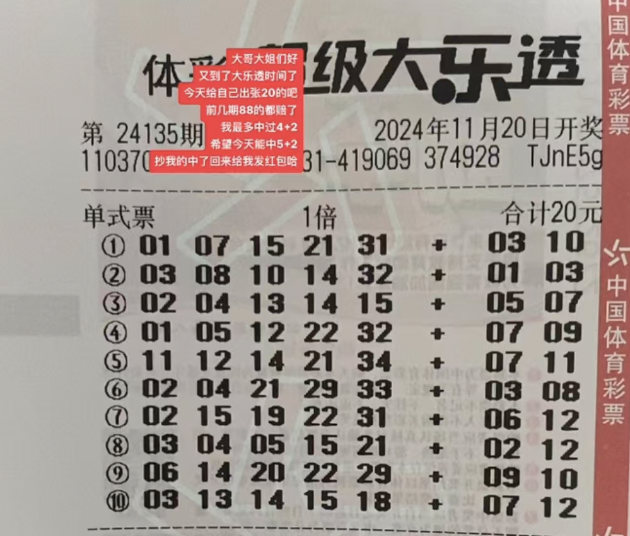 体彩超级大乐透
大哥大姐们好
又到了大乐透时间了
今天给自己出张20的吧
前几期88的都赔了
我最多中过4+2
希望今天能中5+2
抄我的中了回来给我发红包哈
第 24135期
2024年11月20日开奖
110370
31-419069 374928 TJnE5g
单式票 1倍 合计20元
① 01 07 15 21 31 + 03 10
② 03 08 10 14 32 + 01 03
③ 02 04 13 14 15 + 05 07
④ 01 05 12 22 32 + 07 09
⑤ 11 12 14 21 34 + 07 11
⑥ 02 04 21 29 33 + 03 08
⑦ 02 15 19 22 31 + 06 12
⑧ 03 04 05 15 21 + 02 12
⑨ 06 14 20 22 29 + 09 10
⑩ 03 13 14 15 18 + 07 12
中国体育彩票
中国体育彩票